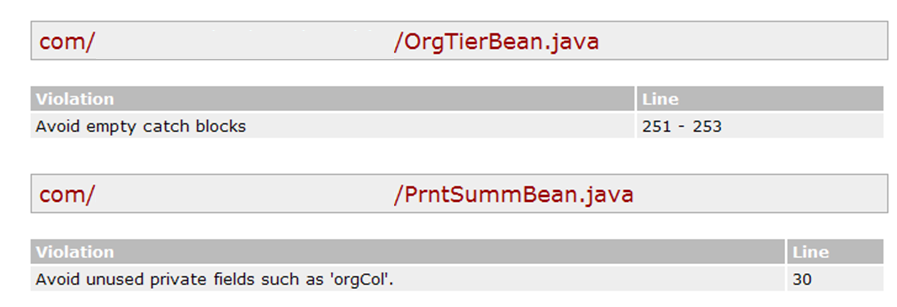 com/ /OrgTierBean.java
Violation Line
Avoid empty catch blocks 251 - 253
com/ /PrntSummBean.java
Violation Line
Avoid unused private fields such as 'orgCol'. 30